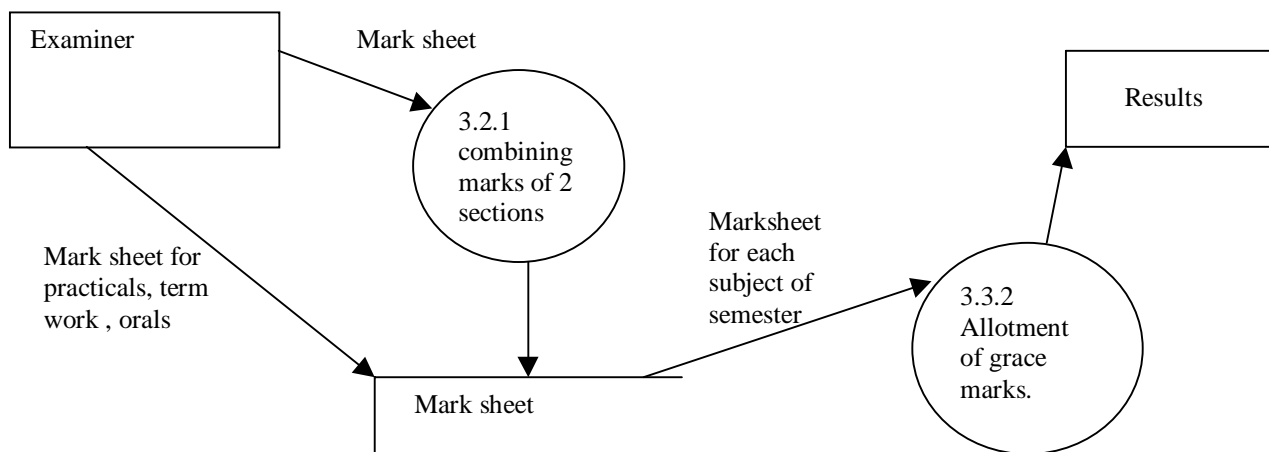 Examiner
Mark sheet
3.2.1
combining
marks of 2
sections
Results
Mark sheet for
practicals, term
work , orals
Marksheet
for each
subject of
semester
3.3.2
Allotment
of grace
marks.
Mark sheet